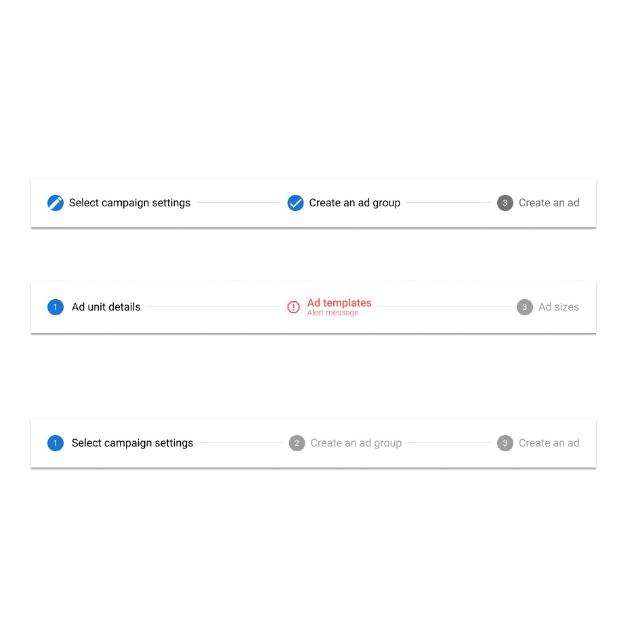 Select campaign settings
Create an ad group
3 Create an ad
1 Ad unit details
Ad templates
Alert message
3 Ad sizes
1 Select campaign settings
2 Create an ad group
3 Create an ad